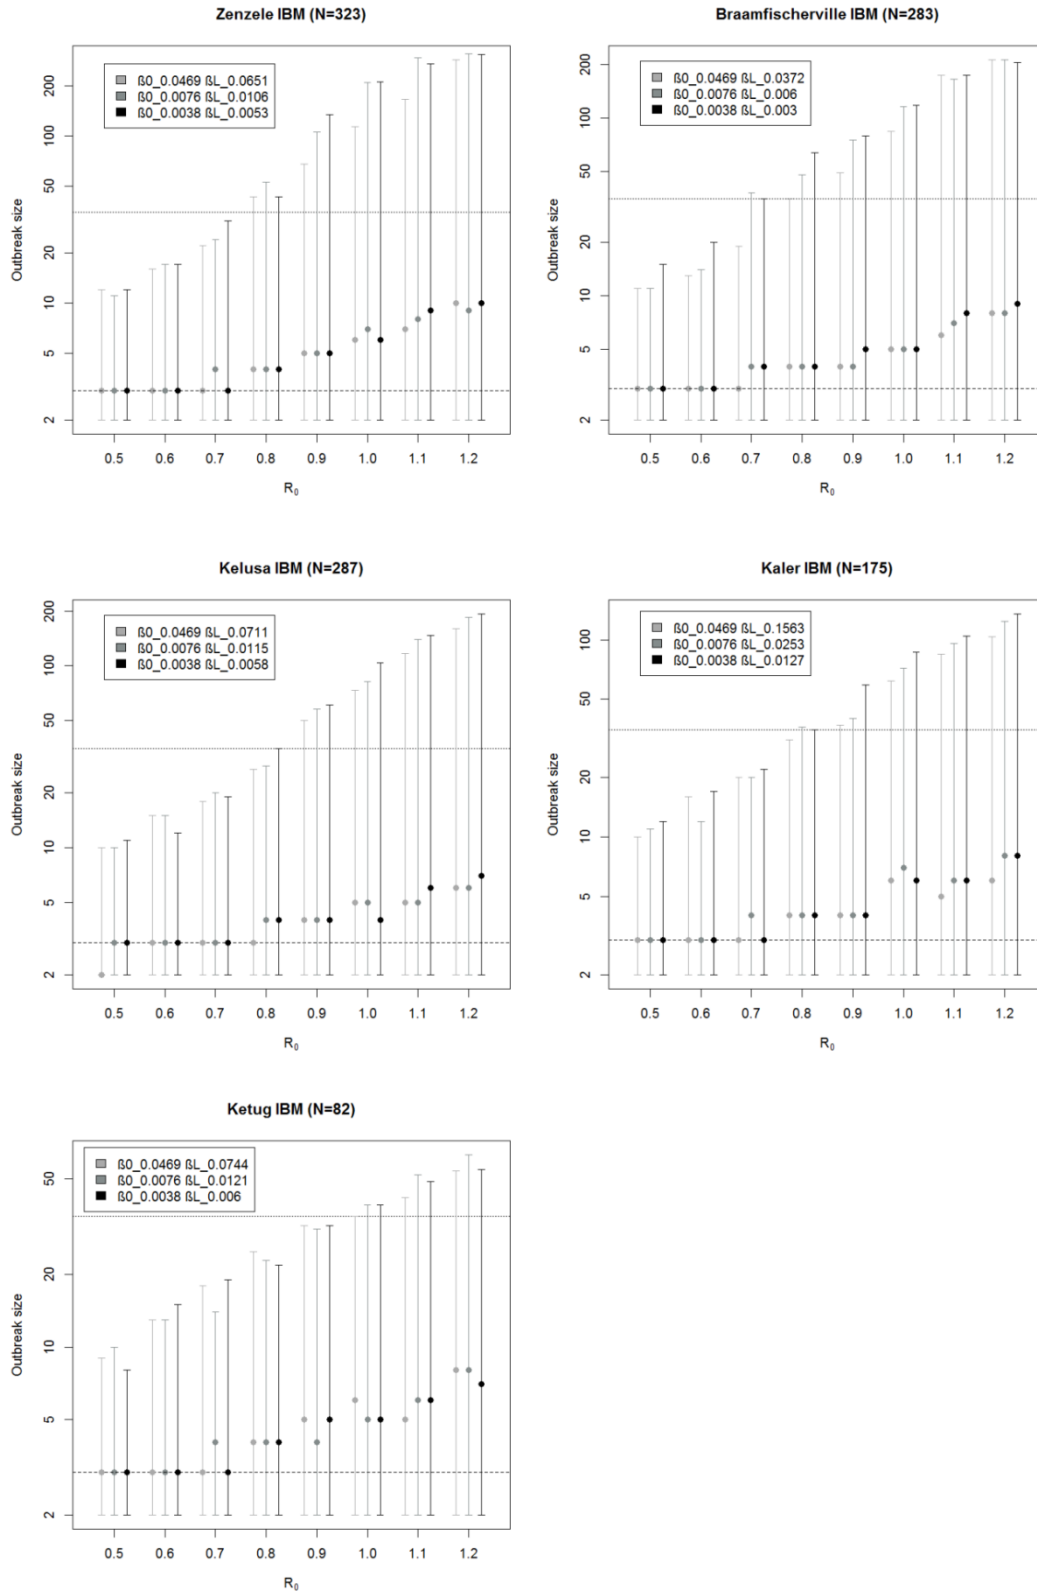 Zenzele IBM (N=323)
Outbreak size
200
100
50
20
10
5
2
ß0_0.0469 ßL_0.0651
ß0_0.0076 ßL_0.0106
ß0_0.0038 ßL_0.0053
0.5 0.6 0.7 0.8 0.9 1.0 1.1 1.2
R0
Braamfischerville IBM (N=283)
Outbreak size
200
100
50
20
10
5
2
ß0_0.0469 ßL_0.0372
ß0_0.0076 ßL_0.006
ß0_0.0038 ßL_0.003
0.5 0.6 0.7 0.8 0.9 1.0 1.1 1.2
R0
Kelusa IBM (N=287)
Outbreak size
200
100
50
20
10
5
2
ß0_0.0469 ßL_0.0711
ß0_0.0076 ßL_0.0115
ß0_0.0038 ßL_0.0058
0.5 0.6 0.7 0.8 0.9 1.0 1.1 1.2
R0
Kaler IBM (N=175)
Outbreak size
100
50
20
10
5
2
ß0_0.0469 ßL_0.1563
ß0_0.0076 ßL_0.0253
ß0_0.0038 ßL_0.0127
0.5 0.6 0.7 0.8 0.9 1.0 1.1 1.2
R0
Ketug IBM (N=82)
Outbreak size
50
20
10
5
2
ß0_0.0469 ßL_0.0744
ß0_0.0076 ßL_0.0121
ß0_0.0038 ßL_0.006
0.5 0.6 0.7 0.8 0.9 1.0 1.1 1.2
R0